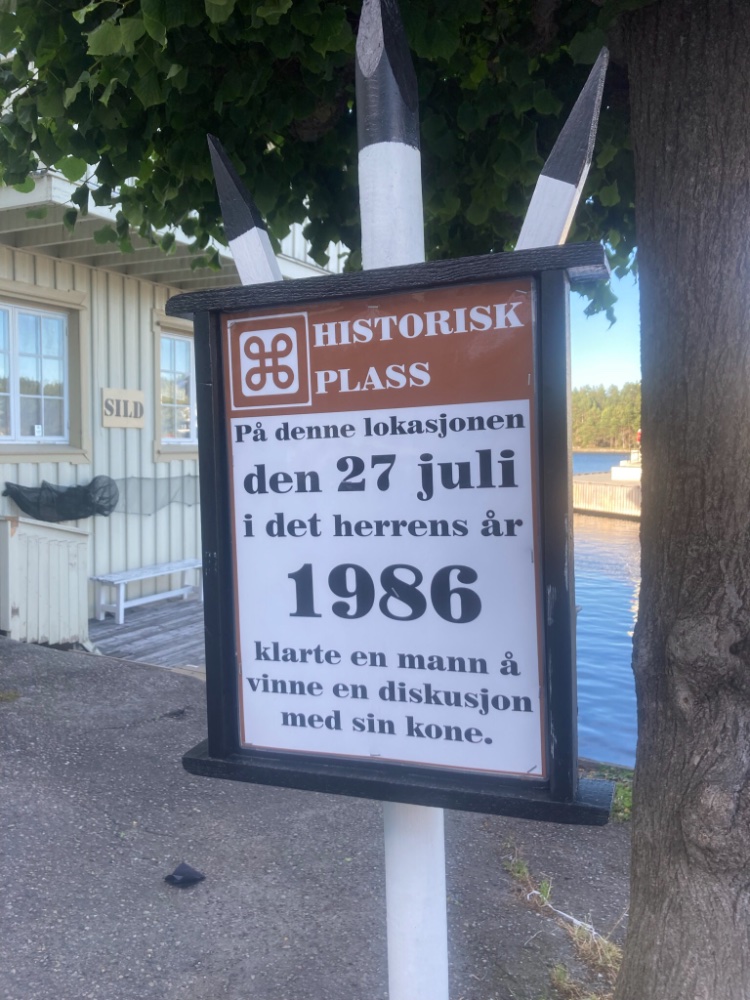 HISTORISK
PLASS
SILD
På denne lokasjonen
den 27 juli
i det herrens år
1986
klarte en mann å
vinne en diskusjon
med sin kone.